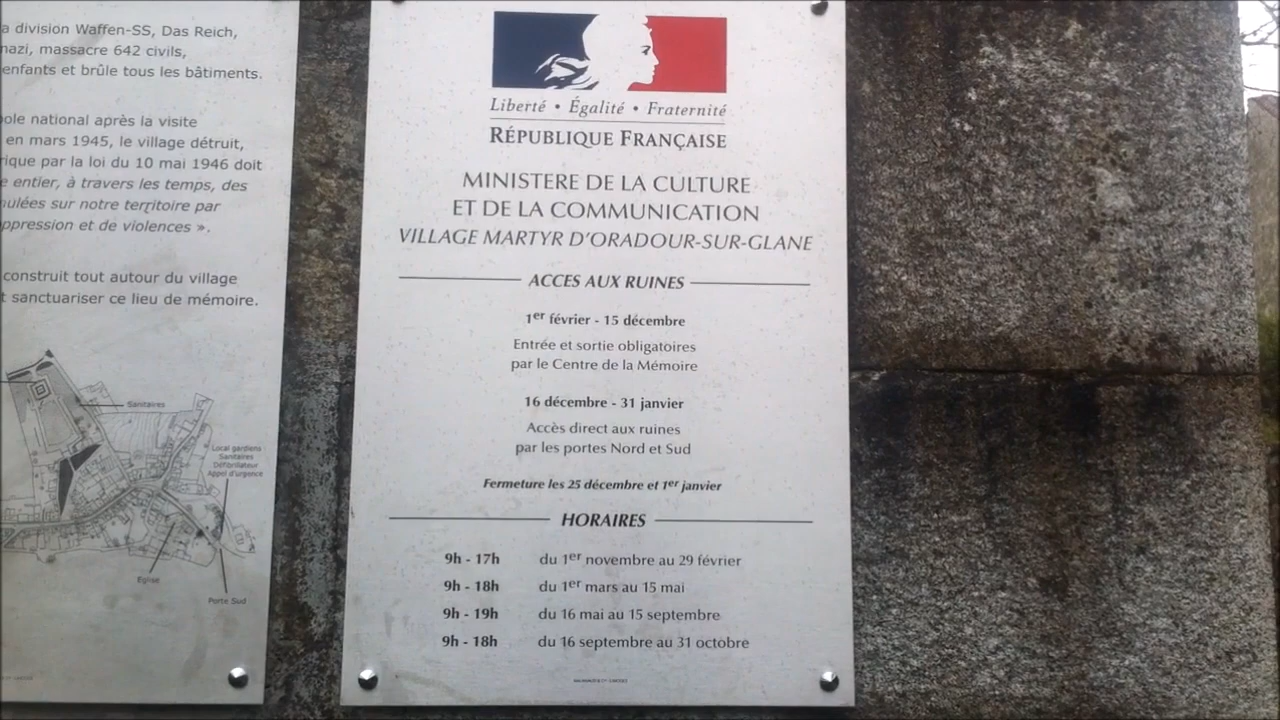 a division Waffen-SS, Das Reich,
nazi, massacre 642 civils,
enfants et brûle tous les bâtiments.
bole national après la visite
en mars 1945, le village détruit,
rique par la loi du 10 mai 1946 doit
e entier, à travers les temps, des
mulées sur notre territoire par
ppression et de violences ».
construit tout autour du village
t sanctuariser ce lieu de mémoire.
Sanitaires
Local gardiens
Sanitaires
Défibrillateur
Appel d'urgence
Eglise
Porte Sud
Liberté • Égalité • Fraternité
RÉPUBLIQUE FRANÇAISE
MINISTERE DE LA CULTURE
ET DE LA COMMUNICATION
VILLAGE MARTYR D'ORADOUR-SUR-GLANE
ACCES AUX RUINES
1er février - 15 décembre
Entrée et sortie obligatoires
par le Centre de la Mémoire
16 décembre - 31 janvier
Accès direct aux ruines
par les portes Nord et Sud
Fermeture les 25 décembre et 1er janvier
HORAIRES
9h - 17h du 1er novembre au 29 février
9h - 18h du 1er mars au 15 mai
9h - 19h du 16 mai au 15 septembre
9h - 18h du 16 septembre au 31 octobre